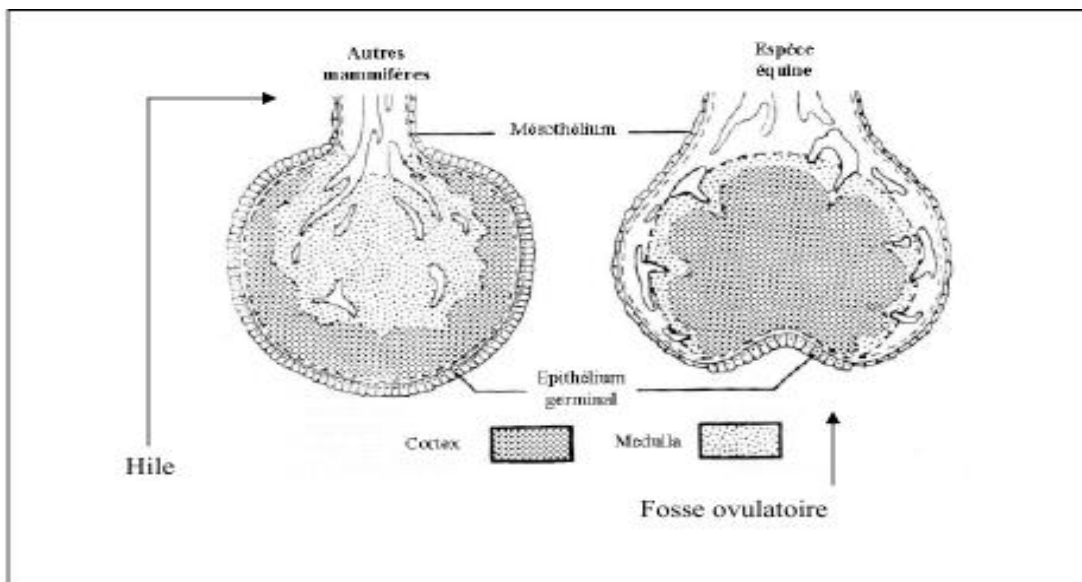 Autres
mammifères
Espèce
équine
Mésothélium
Epithélium
germinal
Cortex
Medulla
Hile
Fosse ovulatoire